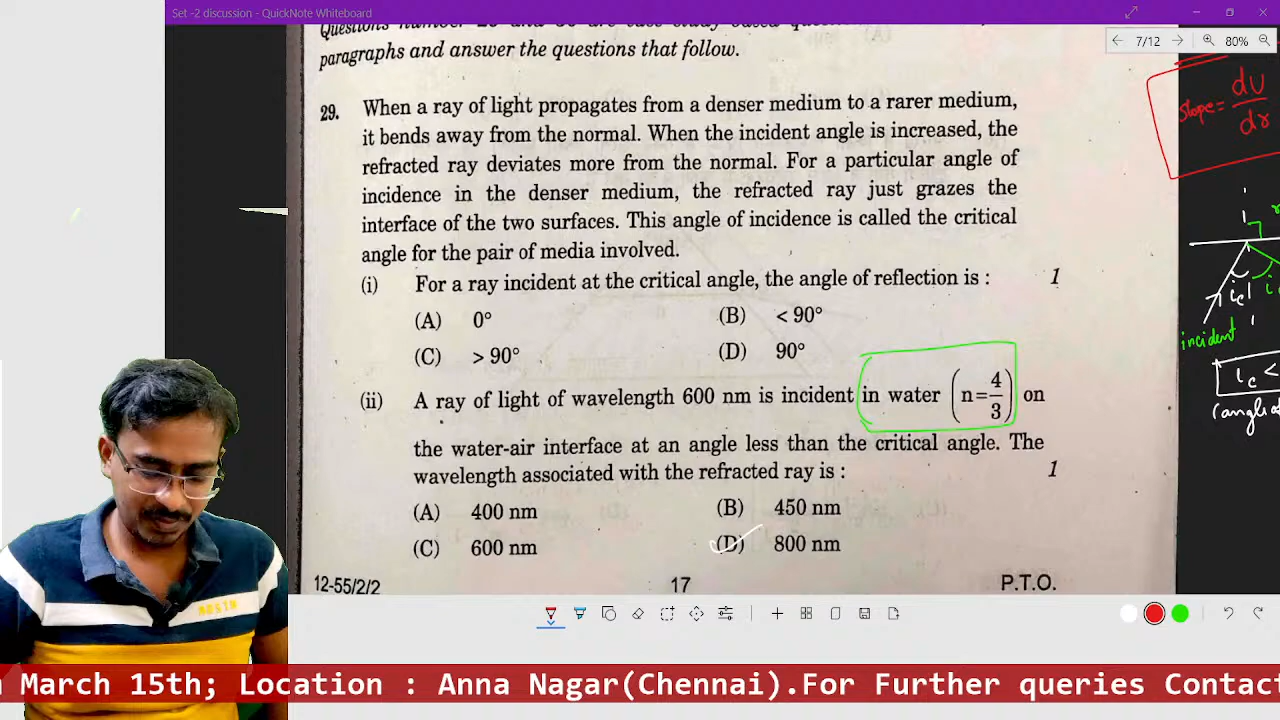 Set -2 discussion - QuickNote Whiteboard
paragraphs and answer the questions that follow.
7/12
80%
slope = dv/dr
29. When a ray of light propagates from a denser medium to a rarer medium,
it bends away from the normal. When the incident angle is increased, the
refracted ray deviates more from the normal. For a particular angle of
incidence in the denser medium, the refracted ray just grazes the
interface of the two surfaces. This angle of incidence is called the critical
angle for the pair of media involved.
(i) For a ray incident at the critical angle, the angle of reflection is : 1
(A) 0° (B) < 90°
(C) > 90° (D) 90°
incident
(ii) A ray of light of wavelength 600 nm is incident in water (n=4/3) on
the water-air interface at an angle less than the critical angle. The
wavelength associated with the refracted ray is : 1
(A) 400 nm (B) 450 nm
(C) 600 nm (D) 800 nm
12-55/2/2 17 P.T.O.
March 15th; Location : Anna Nagar(Chennai).For Further queries Contact